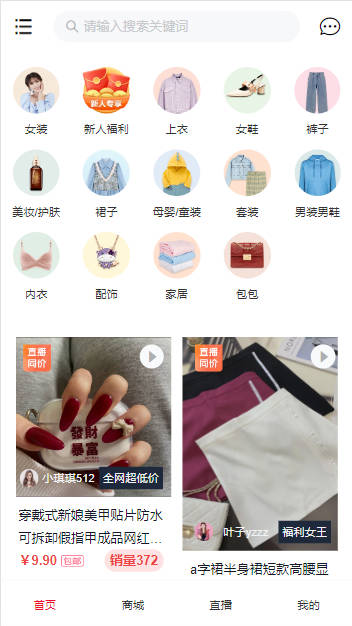 请输入搜索关键词
新人专享
女装
新人福利
上衣
女鞋
裤子
美妆/护肤
裙子
母婴/童装
套装
男装男鞋
内衣
配饰
家居
包包
直播
同价
發財
暴富
小琪琪512
全网超低价
穿戴式新娘美甲贴片防水
可拆卸假指甲成品网红...
￥9.90
包邮
销量372
直播
同价
叶子yzzz
福利女王
a字裙半身裙短款高腰显
首页
商城
直播
我的